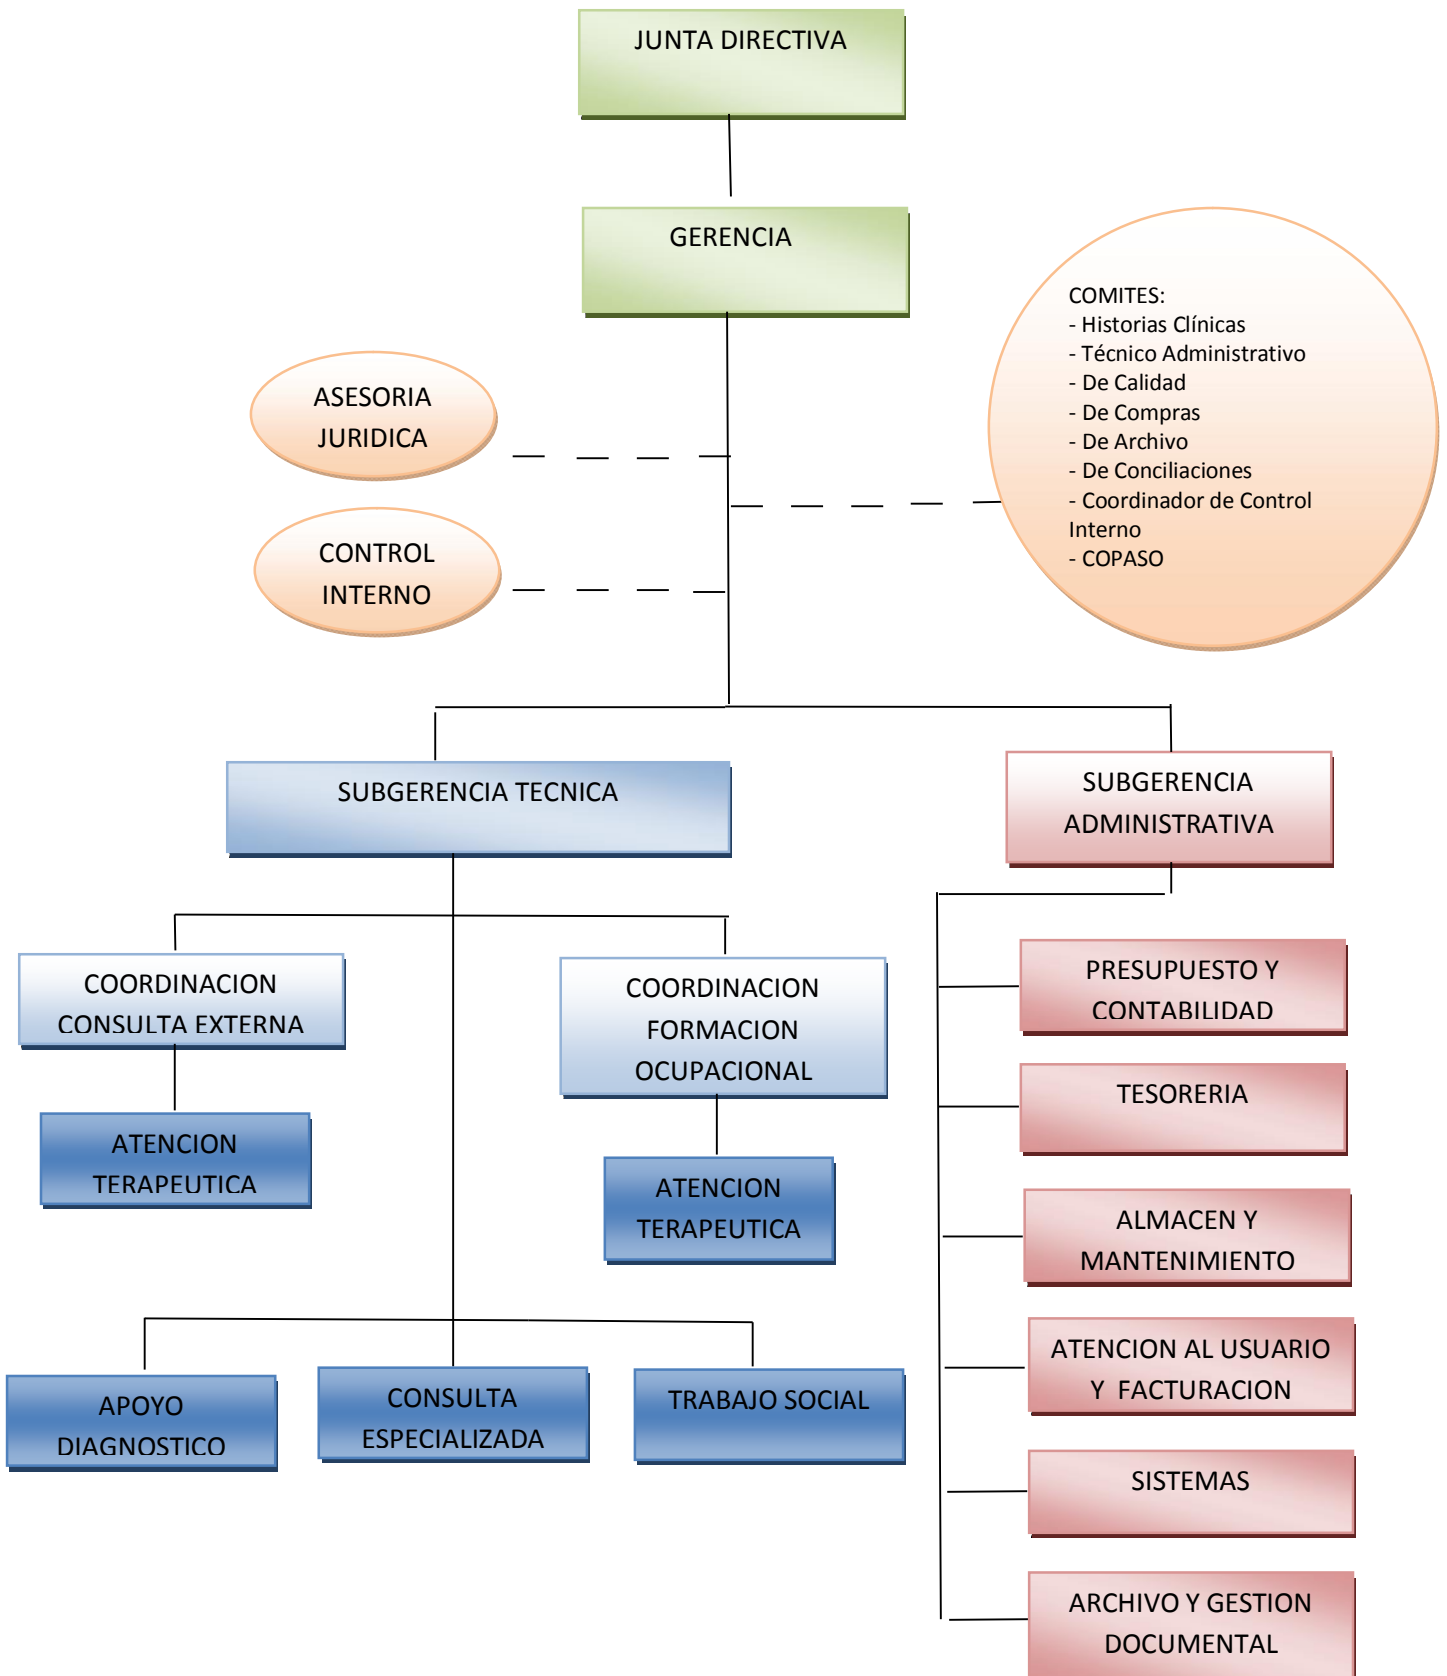 JUNTA DIRECTIVA
GERENCIA
COMITES:
- Historias Clínicas
- Técnico Administrativo
- De Calidad
- De Compras
- De Archivo
- De Conciliaciones
- Coordinador de Control
Interno
- COPASO
ASESORIA
JURIDICA
CONTROL
INTERNO
SUBGERENCIA TECNICA
SUBGERENCIA
ADMINISTRATIVA
COORDINACION
CONSULTA EXTERNA
COORDINACION
FORMACION
OCUPACIONAL
ATENCION
TERAPEUTICA
ATENCION
TERAPEUTICA
APOYO
DIAGNOSTICO
CONSULTA
ESPECIALIZADA
TRABAJO SOCIAL
PRESUPUESTO Y
CONTABILIDAD
TESORERIA
ALMACEN Y
MANTENIMIENTO
ATENCION AL USUARIO
Y  FACTURACION
SISTEMAS
ARCHIVO Y GESTION
DOCUMENTAL